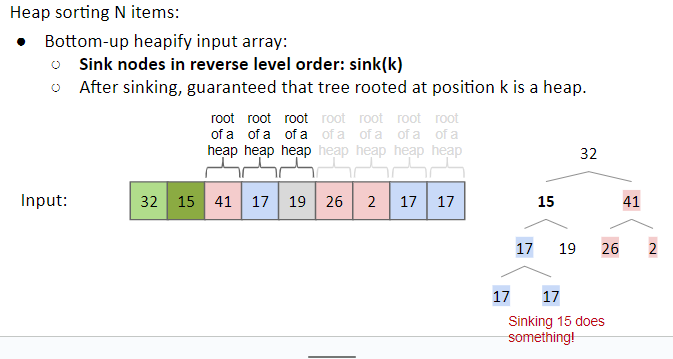 Heap sorting N items:
● Bottom-up heapify input array:
○ Sink nodes in reverse level order: sink(k)
○ After sinking, guaranteed that tree rooted at position k is a heap.
root root root root root root root
of a of a of a of a of a of a of a
heap heap heap heap heap heap heap
Input: 32 15 41 17 19 26 2 17 17
32
15 41
17 19 26 2
17 17
Sinking 15 does
something!